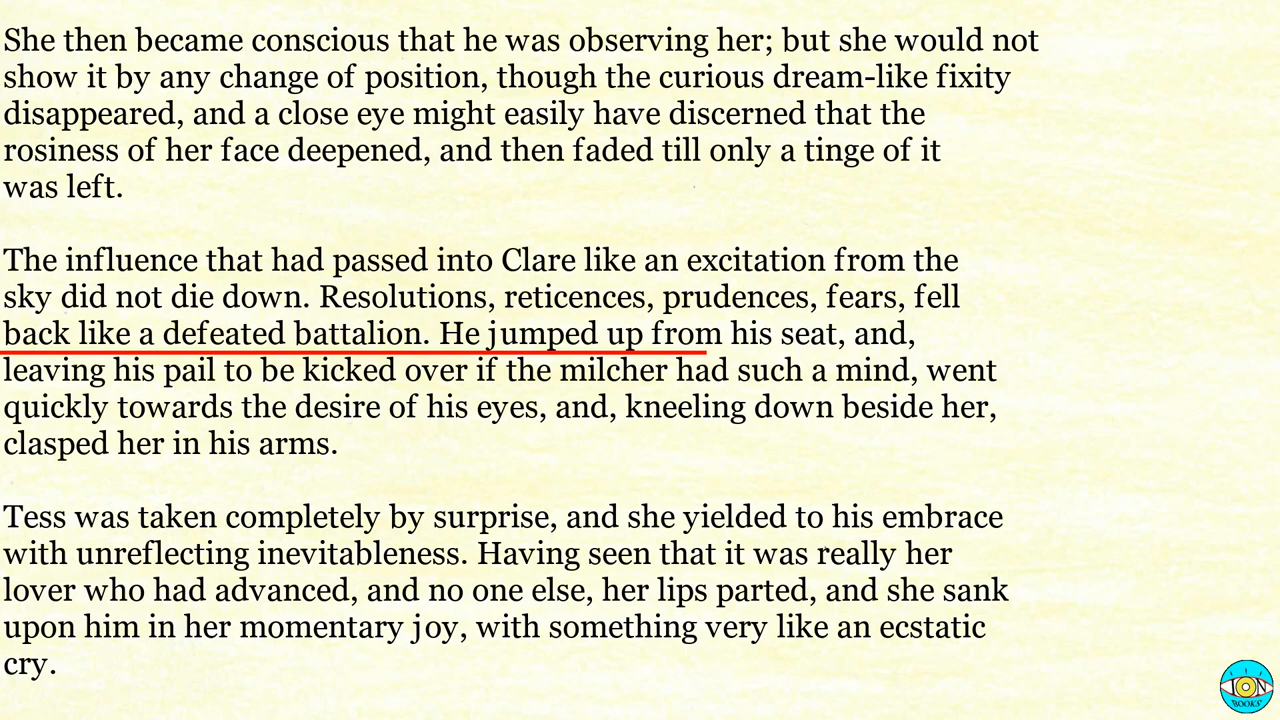 She then became conscious that he was observing her; but she would not
show it by any change of position, though the curious dream-like fixity
disappeared, and a close eye might easily have discerned that the
rosiness of her face deepened, and then faded till only a tinge of it
was left.
The influence that had passed into Clare like an excitation from the
sky did not die down. Resolutions, reticences, prudences, fears, fell
back like a defeated battalion. He jumped up from his seat, and,
leaving his pail to be kicked over if the milcher had such a mind, went
quickly towards the desire of his eyes, and, kneeling down beside her,
clasped her in his arms.
Tess was taken completely by surprise, and she yielded to his embrace
with unreflecting inevitableness. Having seen that it was really her
lover who had advanced, and no one else, her lips parted, and she sank
upon him in her momentary joy, with something very like an ecstatic
cry.
ION
BOOKS